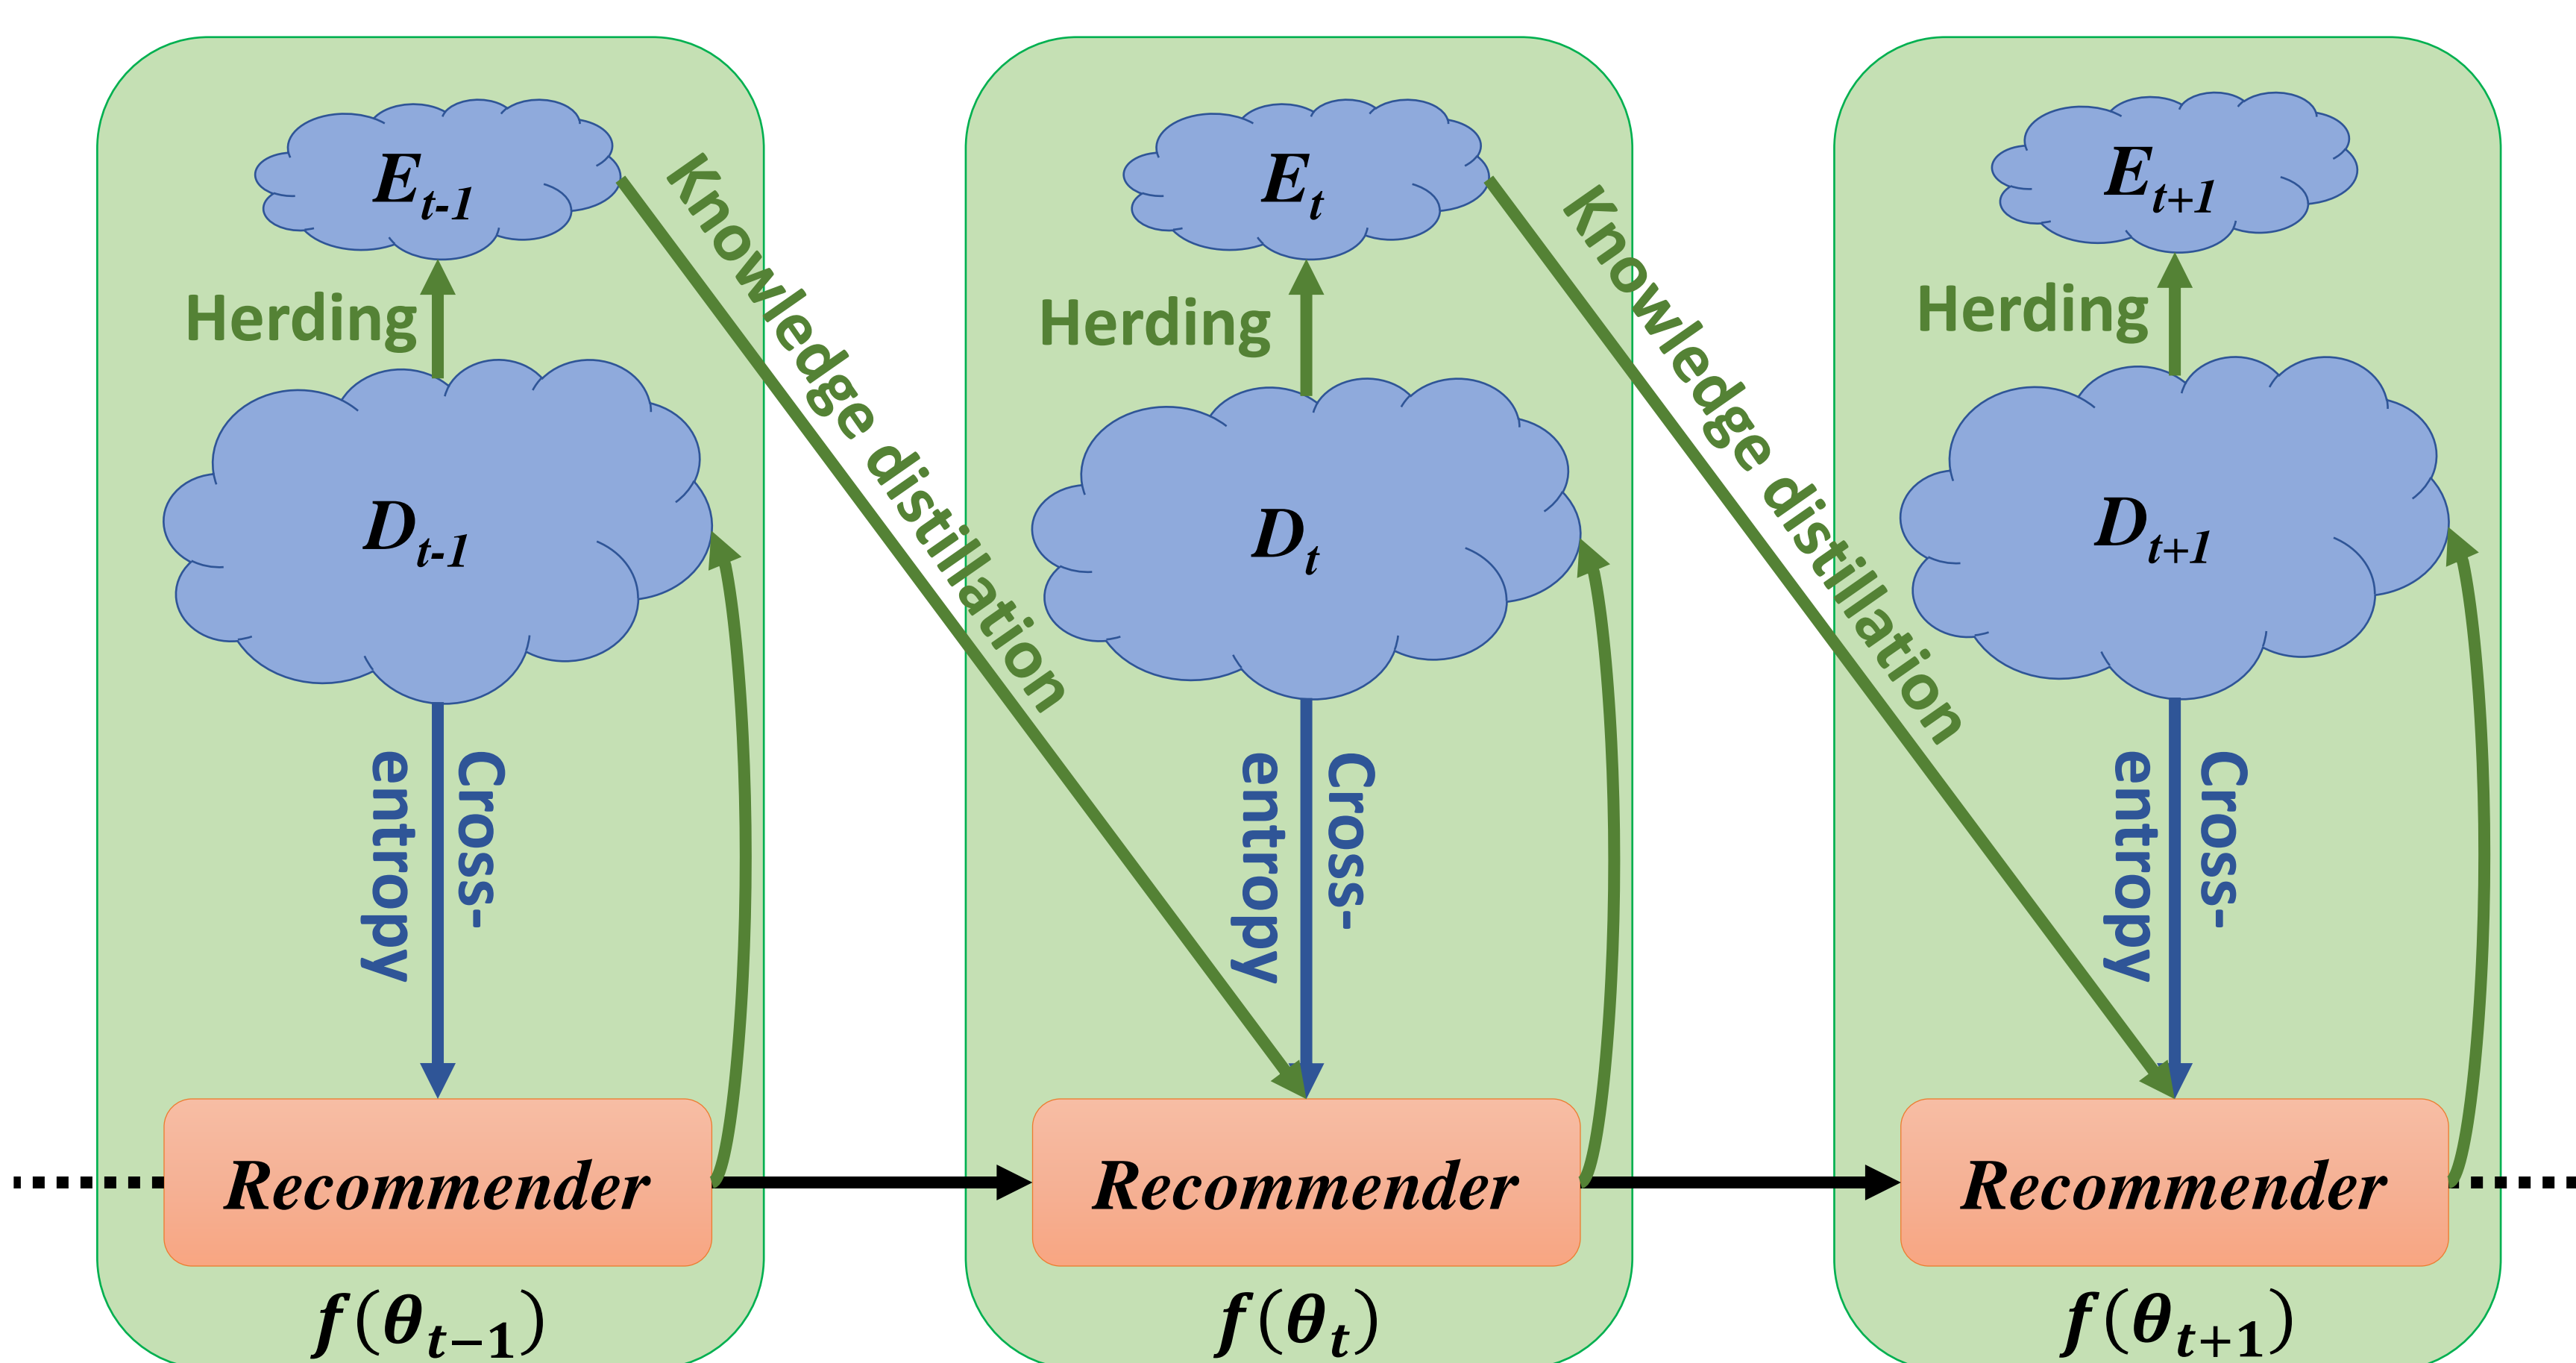 E_{t-1}
Herding
D_{t-1}
Cross-
entropy
Recommender
f(θ_{t−1})
Knowledge distillation
E_t
Herding
D_t
Cross-
entropy
Recommender
f(θ_t)
Knowledge distillation
E_{t+1}
Herding
D_{t+1}
Cross-
entropy
Recommender
f(θ_{t+1})